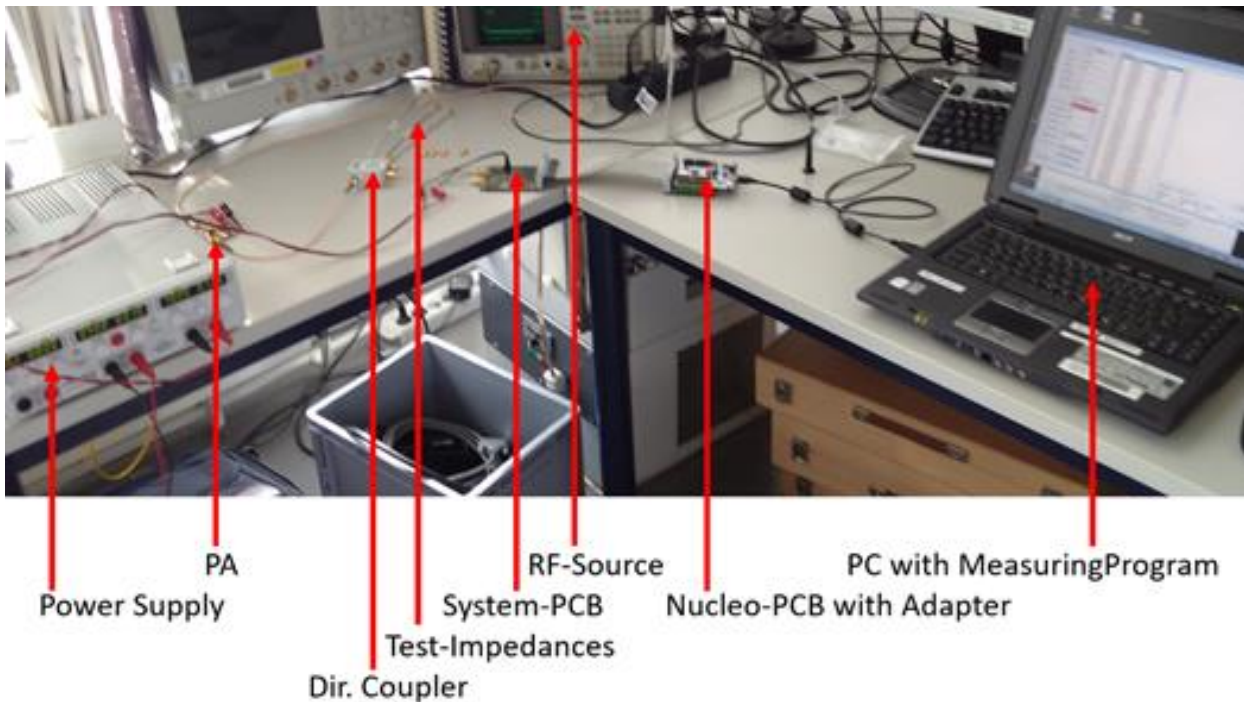 PA
RF-Source
PC with MeasuringProgram
Power Supply
System-PCB
Nucleo-PCB with Adapter
Test-Impedances
Dir. Coupler